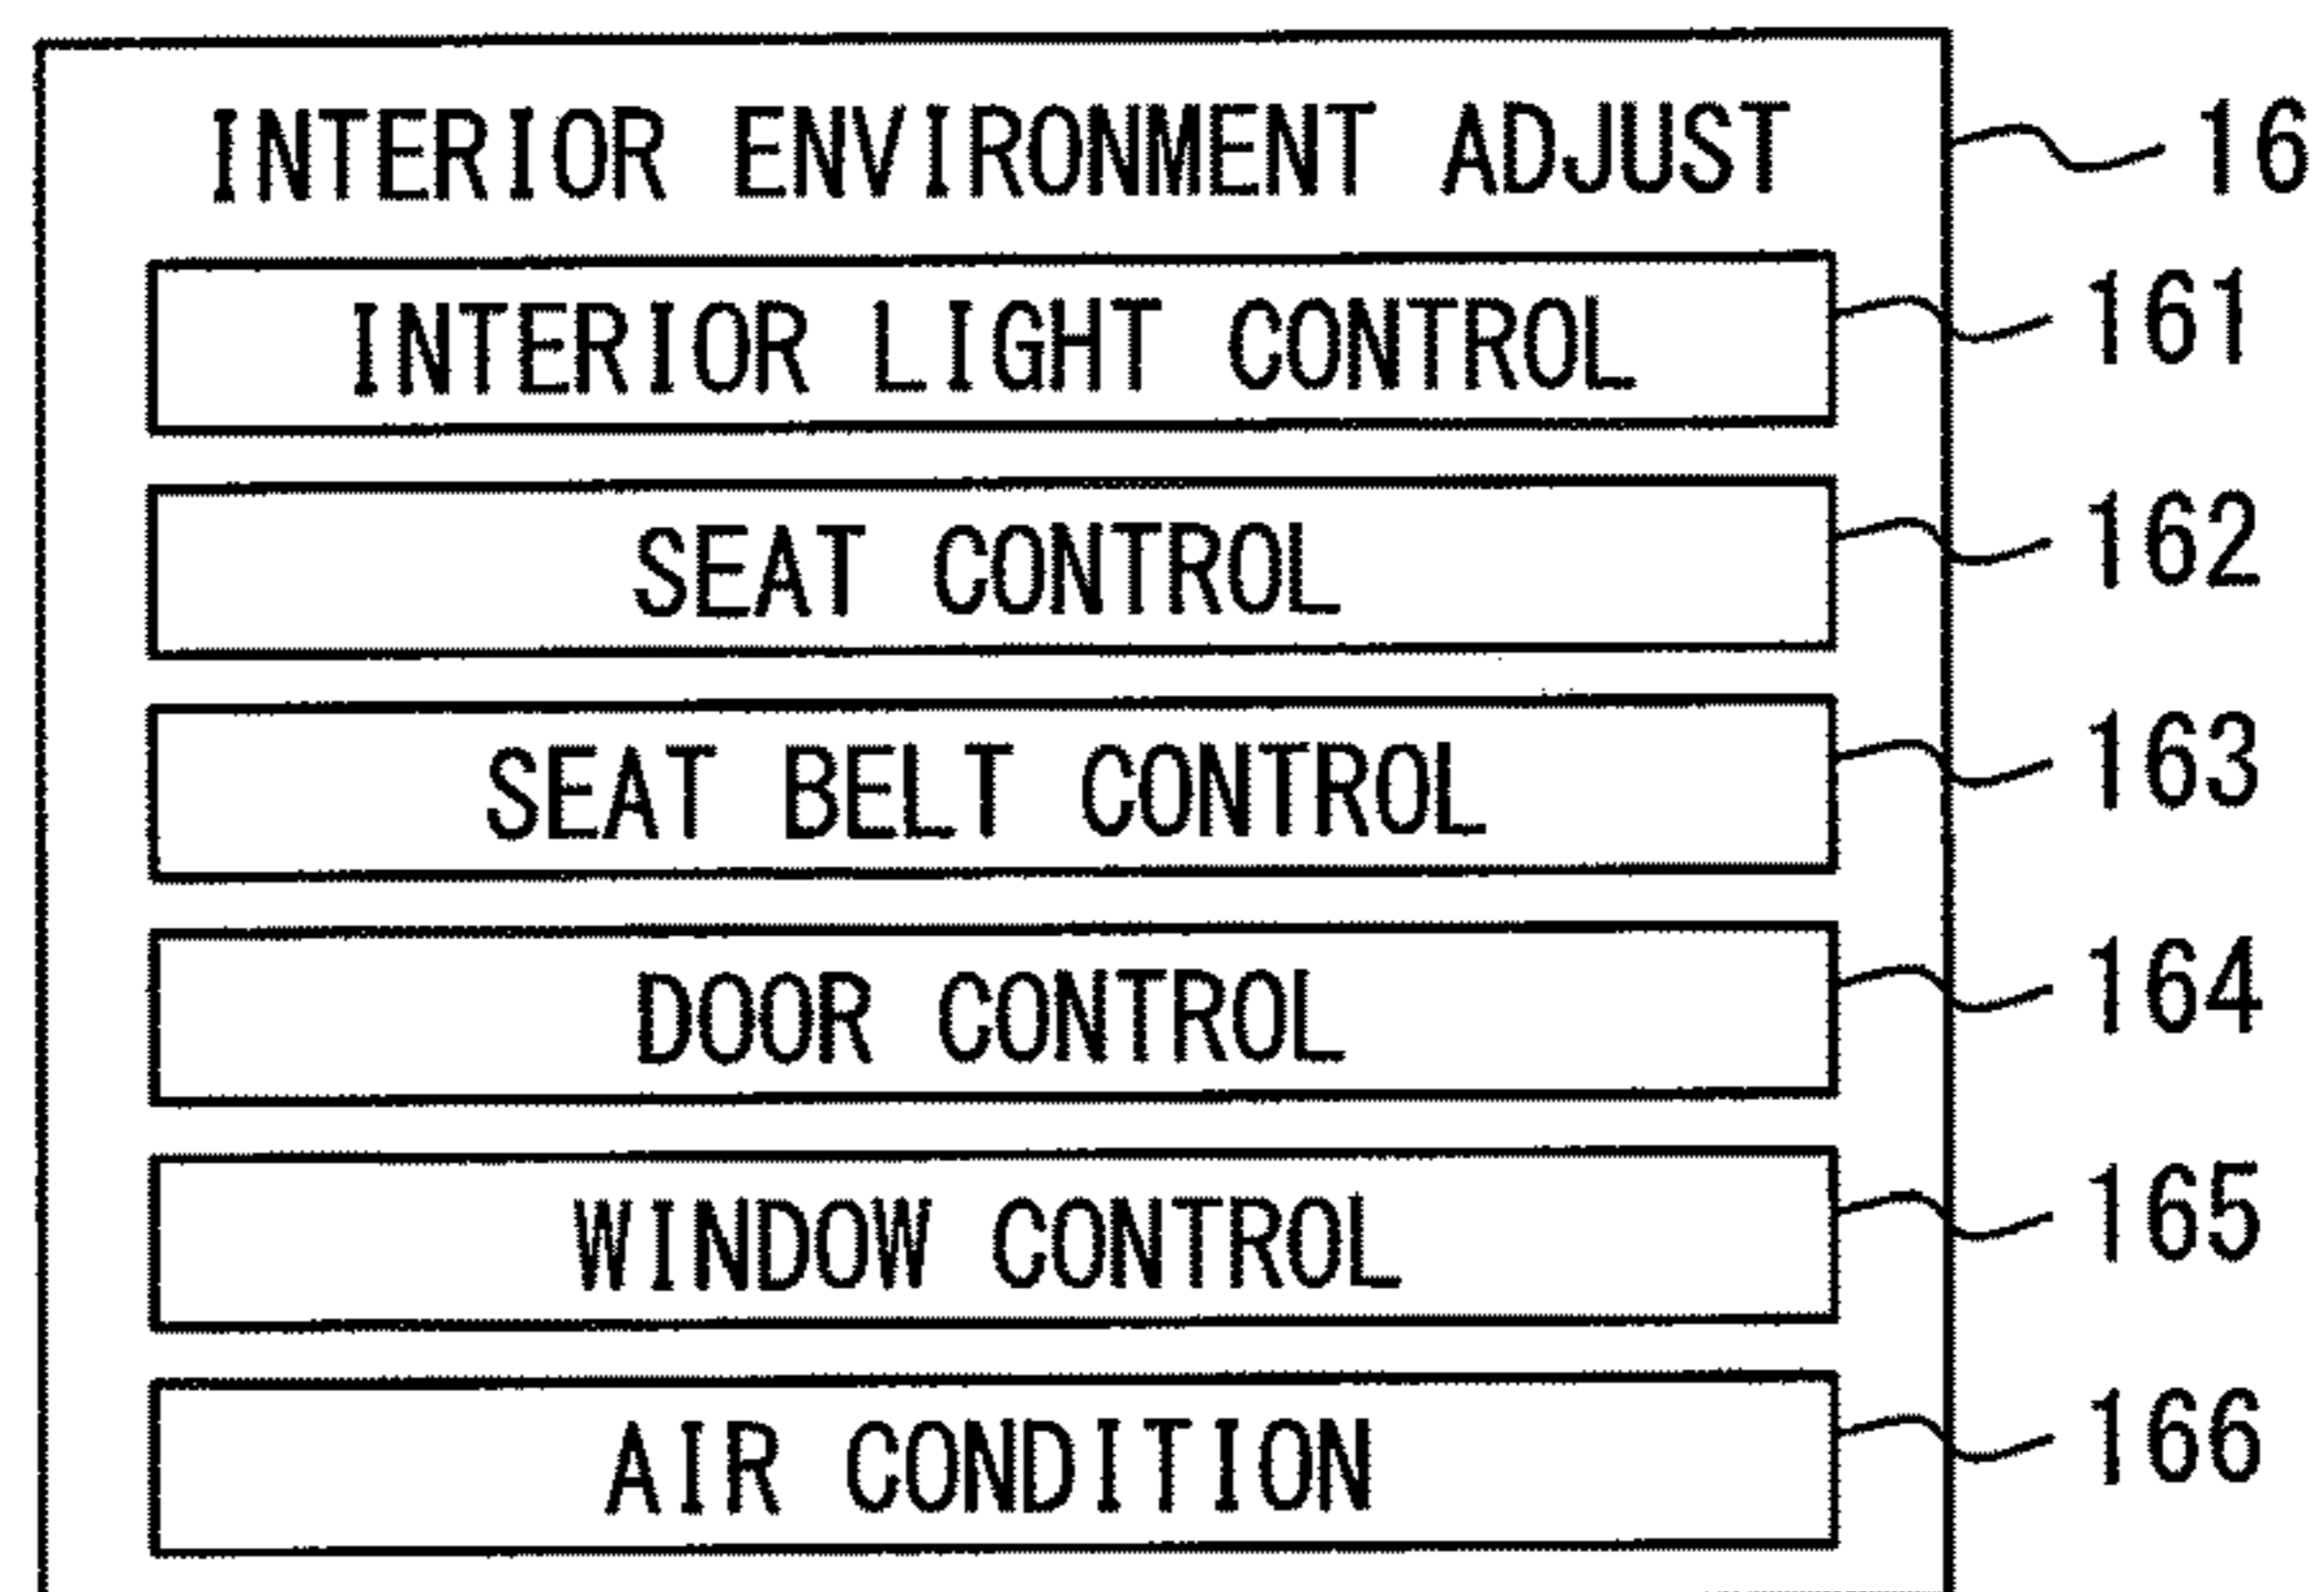 INTERIOR ENVIRONMENT ADJUST 16
INTERIOR LIGHT CONTROL 161
SEAT CONTROL 162
SEAT BELT CONTROL 163
DOOR CONTROL 164
WINDOW CONTROL 165
AIR CONDITION 166